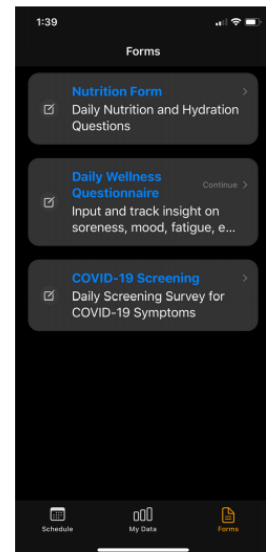 1:39
Forms
Nutrition Form
Daily Nutrition and Hydration
Questions
Daily Wellness
Questionnaire
Continue
Input and track insight on
soreness, mood, fatigue, e...
COVID-19 Screening
Daily Screening Survey for
COVID-19 Symptoms
Schedule
My Data
Forms